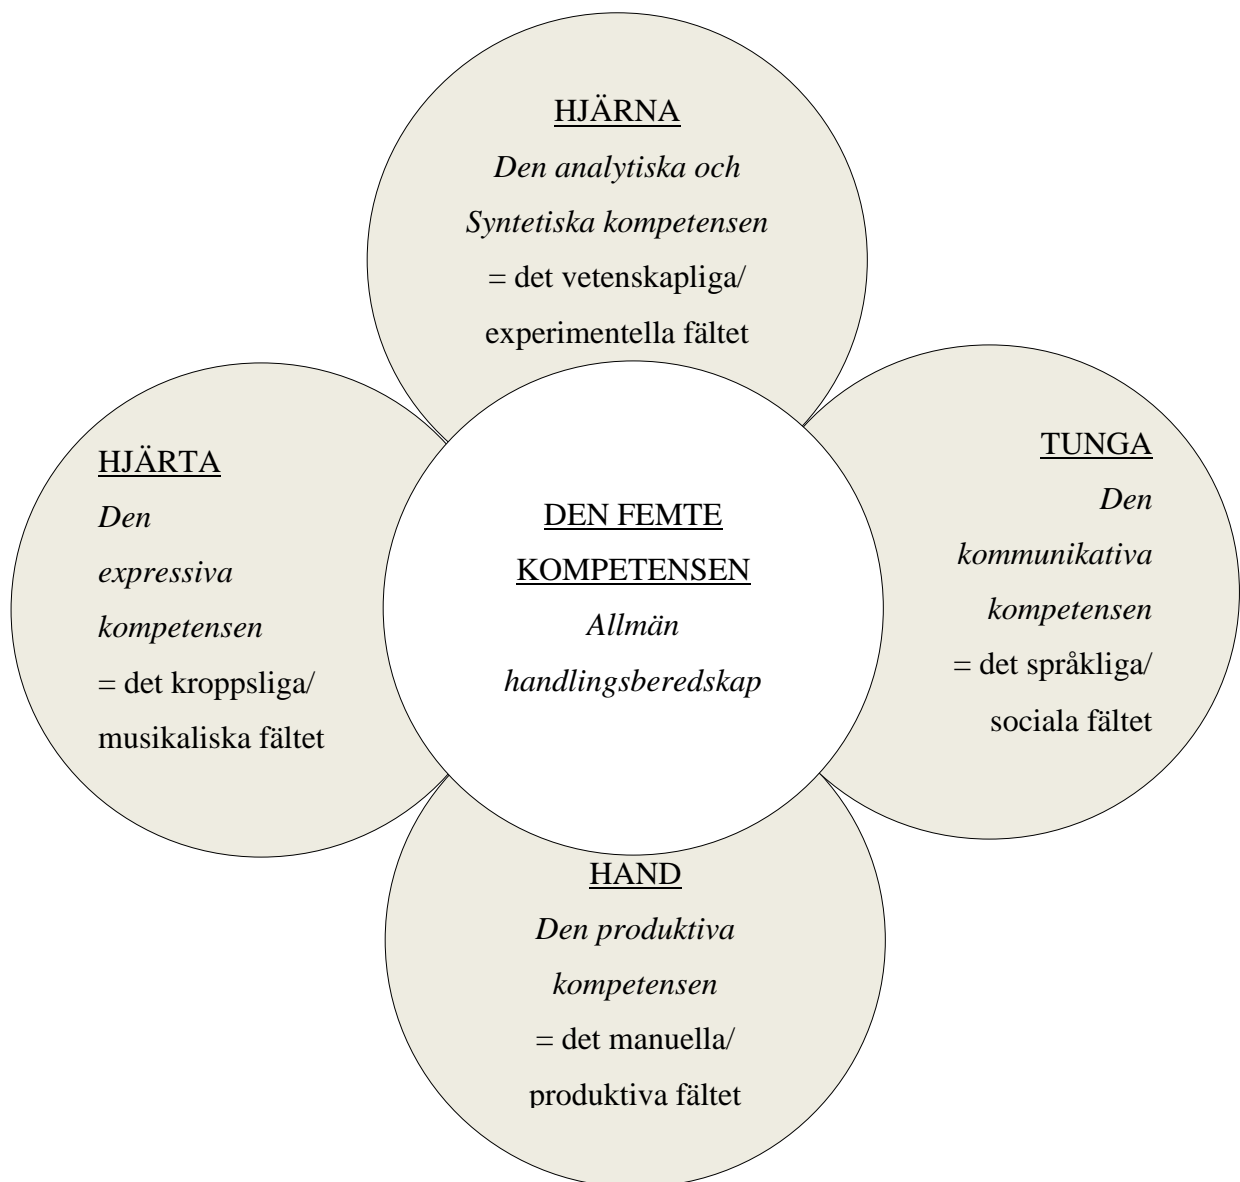 HJÄRNA
Den analytiska och
Syntetiska kompetensen
= det vetenskapliga/
experimentella fältet
HJÄRTA
Den
expressiva
kompetensen
= det kroppsliga/
musikaliska fältet
DEN FEMTE
KOMPETENSEN
Allmän
handlingsberedskap
TUNGA
Den
kommunikativa
kompetensen
= det språkliga/
sociala fältet
HAND
Den produktiva
kompetensen
= det manuella/
produktiva fältet